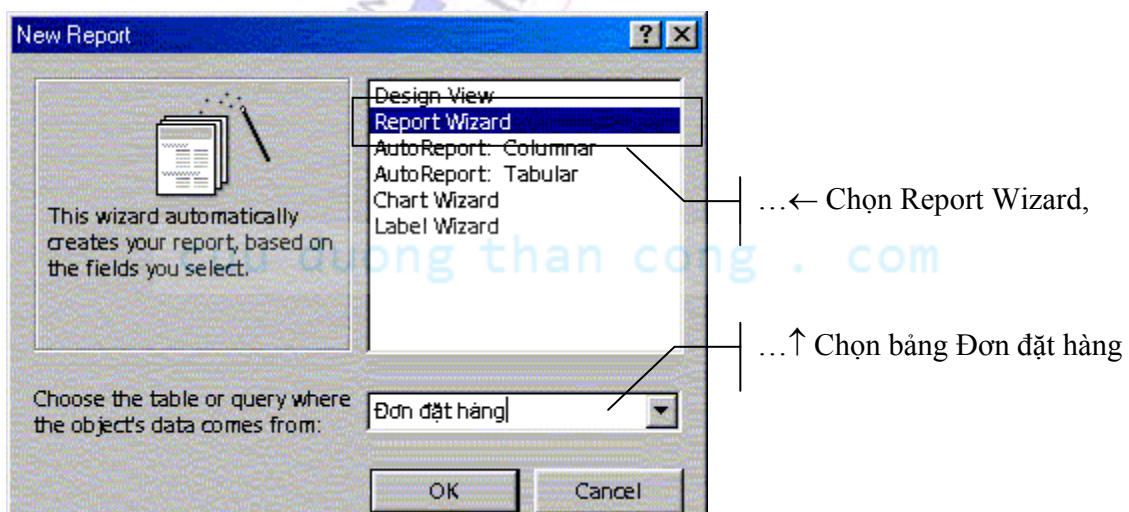 New Report
Design View
Report Wizard
AutoReport: Columnar
AutoReport: Tabular
Chart Wizard
Label Wizard
This wizard automatically
creates your report, based on
the fields you select.
…← Chọn Report Wizard,
cuu duong than cong . com
…↑ Chọn bảng Đơn đặt hàng
Choose the table or query where
the object's data comes from:
Đơn đặt hàng
OK
Cancel